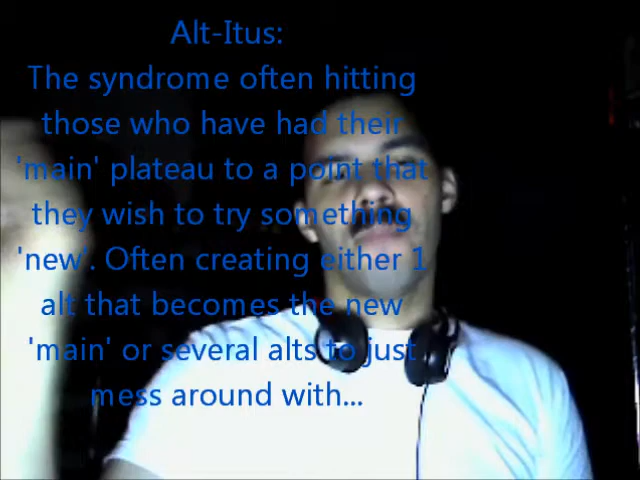 Alt-Itus:
The syndrome often hitting
those who have had their
'main' plateau to a point that
they wish to try something
'new'. Often creating either 1
alt that becomes the new
'main' or several alts to just
mess around with...